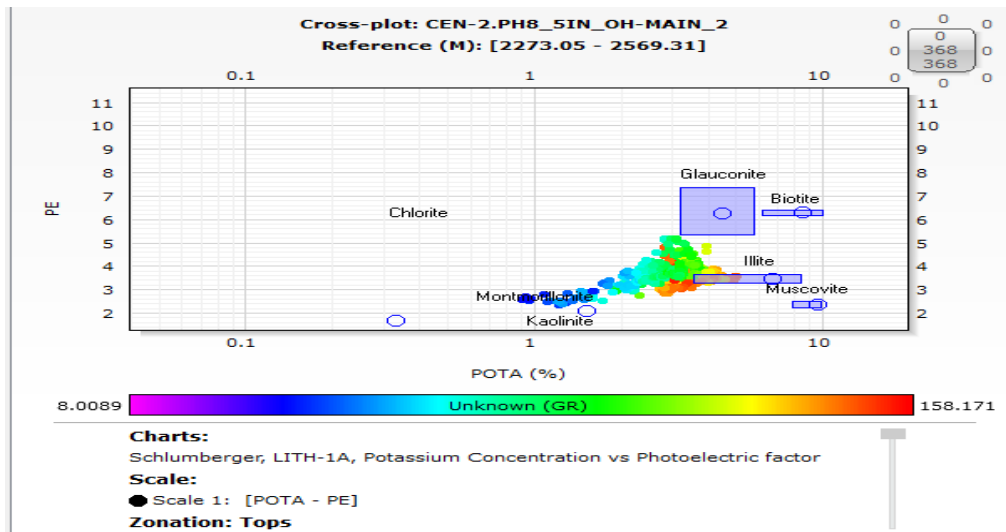 Cross-plot: CEN-2.PH8_5IN_OH-MAIN_2
Reference (M): [2273.05 - 2569.31]
0 0 0
0 0 0
368
368
0 0 0
0.1 1 10
11 11
10 10
9 9
8 8
7 7
6 6
5 5
4 4
3 3
2 2
PE
Glauconite
Biotite
Chlorite
Illite
Muscovite
Montmorillonite
Kaolinite
0.1 1 10
POTA (%)
8.0089 Unknown (GR) 158.171
Charts:
Schlumberger, LITH-1A, Potassium Concentration vs Photoelectric factor
Scale:
Scale 1: [POTA - PE]
Zonation: Tops